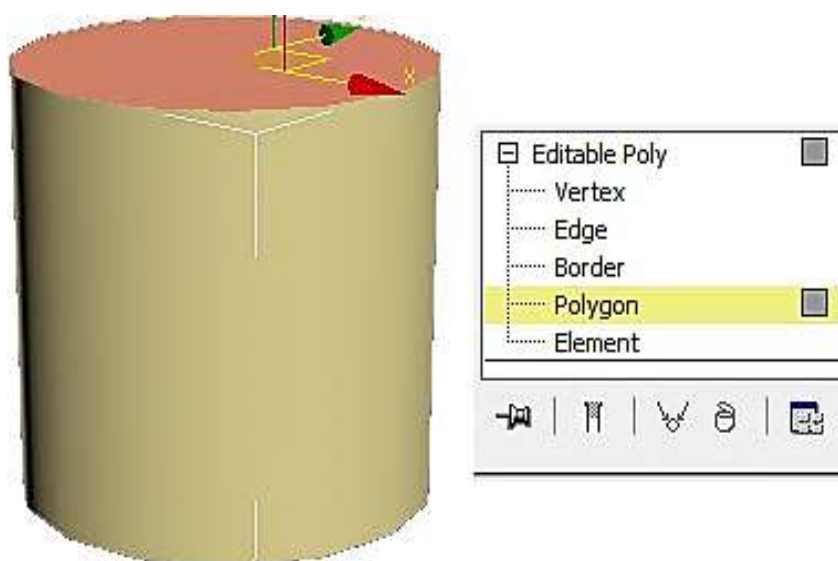 x
Editable Poly
Vertex
Edge
Border
Polygon
Element